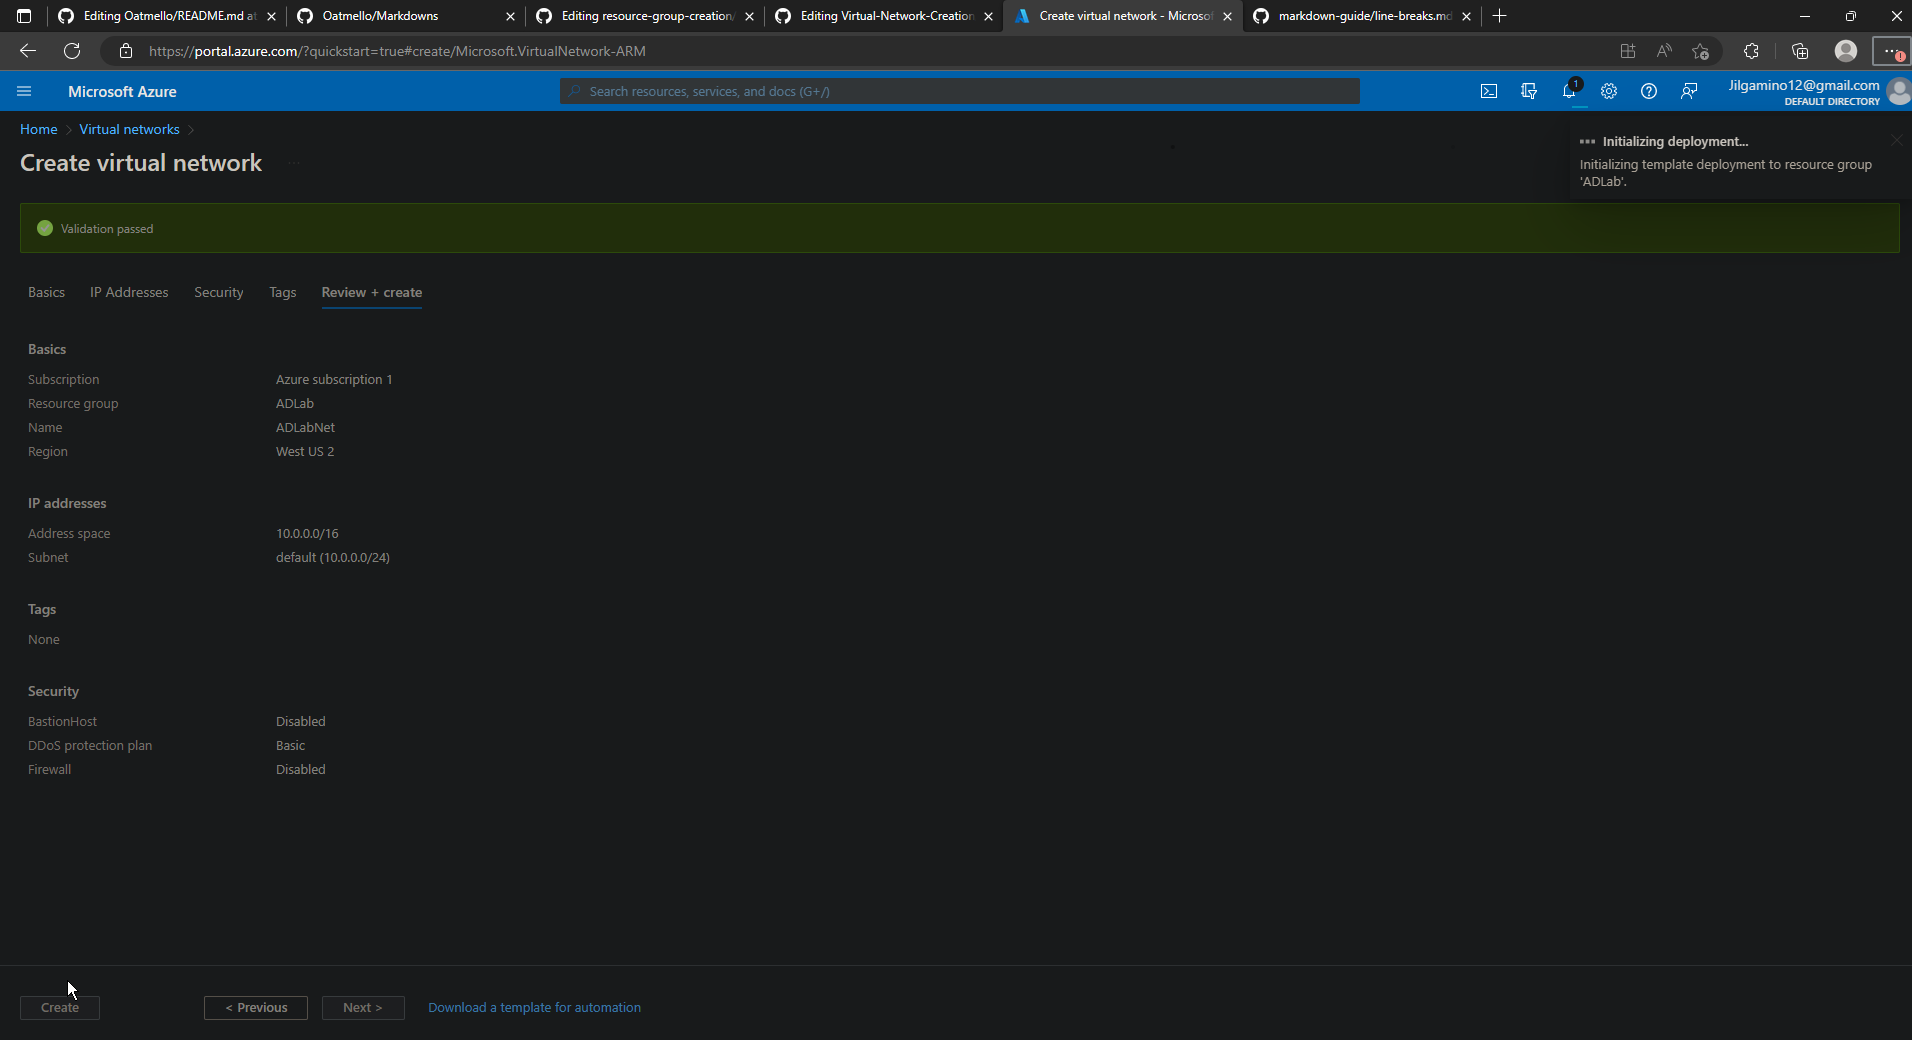 Editing Oatmello/README.md at
Oatmello/Markdowns
Editing resource-group-creation/
Editing Virtual-Network-Creation
Create virtual network - Microsof
markdown-guide/line-breaks.md
https://portal.azure.com/?quickstart=true#create/Microsoft.VirtualNetwork-ARM
Microsoft Azure
Search resources, services, and docs (G+/)
1
Jilgamino12@gmail.com
DEFAULT DIRECTORY
Home > Virtual networks >
Create virtual network ...
Initializing deployment...
Initializing template deployment to resource group
'ADLab'.
Validation passed
Basics IP Addresses Security Tags Review + create
Basics
Subscription Azure subscription 1
Resource group ADLab
Name ADLabNet
Region West US 2
IP addresses
Address space 10.0.0.0/16
Subnet default (10.0.0.0/24)
Tags
None
Security
BastionHost Disabled
DDoS protection plan Basic
Firewall Disabled
Create < Previous Next > Download a template for automation